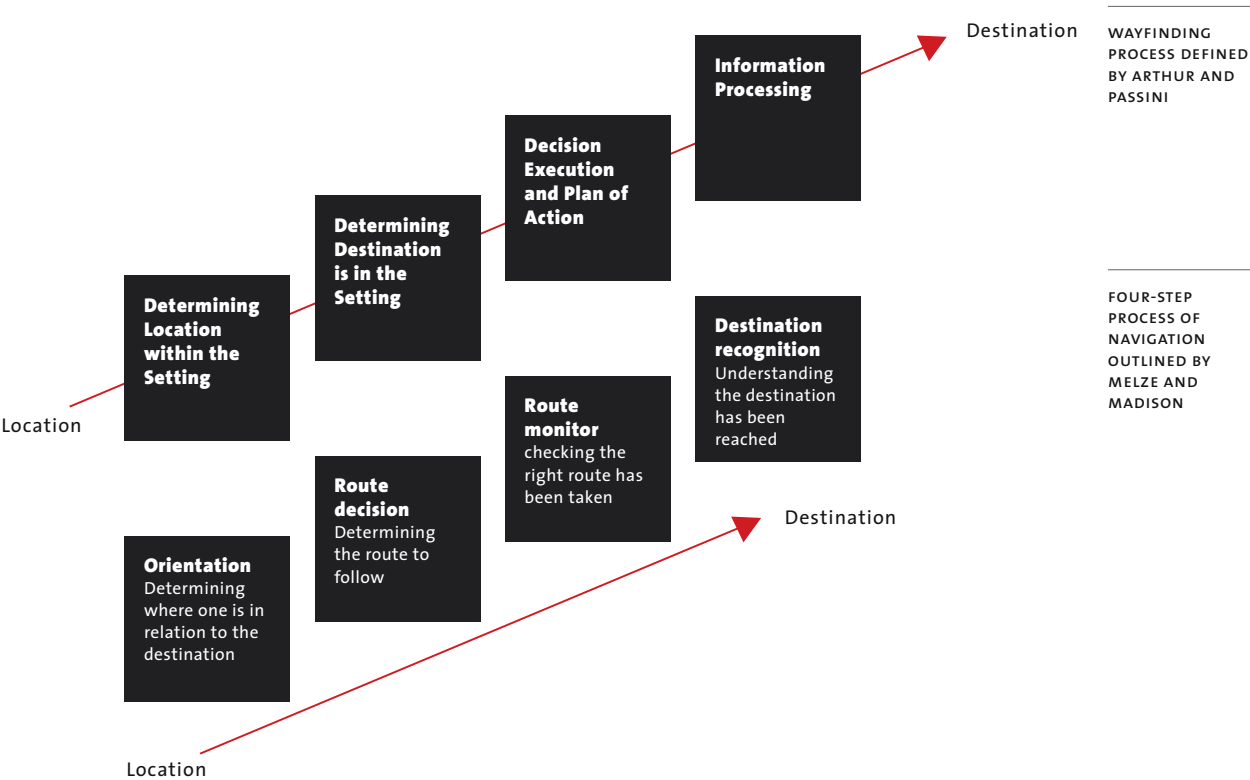 Destination
WAYFINDING
PROCESS DEFINED
BY ARTHUR AND
PASSINI
Information
Processing
Decision
Execution
and Plan of
Action
Determining
Destination
is in the
Setting
Determining
Location
within the
Setting
Location
FOUR-STEP
PROCESS OF
NAVIGATION
OUTLINED BY
MELZE AND
MADISON
Destination
recognition
Understanding
the destination
has been
reached
Route
monitor
checking the
right route has
been taken
Route
decision
Determining
the route to
follow
Orientation
Determining
where one is in
relation to the
destination
Destination
Location